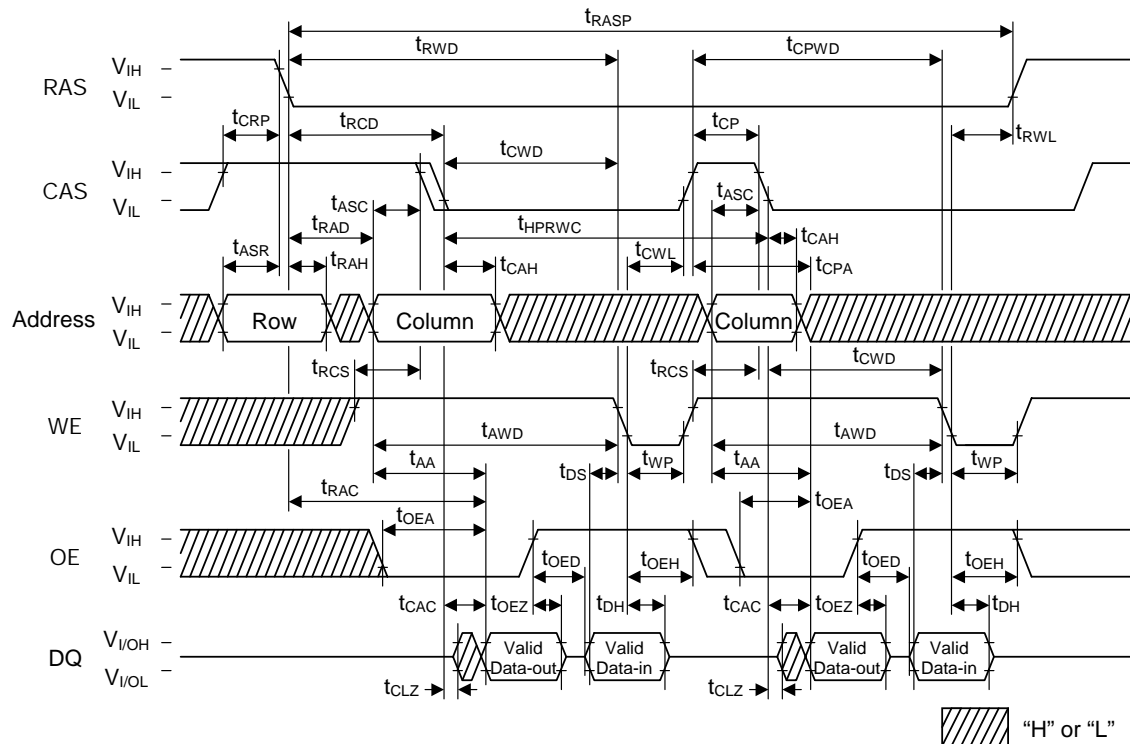 tRASP
tRWD
tCPWD
RAS
VIH
VIL
tCRP
tRCD
tCP
tRWL
tCWD
CAS
VIH
VIL
tASC
tASC
tRAD
tHPRWC
tCAH
tASR
tRAH
tCAH
tCWL
tCPA
Address
VIH
VIL
Row
Column
Column
tRCS
tRCS
tCWD
WE
VIH
VIL
tAWD
tAWD
tAA
tDS
tWP
tAA
tDS
tWP
tRAC
tOEA
tOEA
OE
VIH
VIL
tOED
tOEH
tOED
tOEH
tCAC
tOEZ
tDH
tCAC
tOEZ
tDH
DQ
VI/OH
VI/OL
Valid
Data-out
Valid
Data-in
Valid
Data-out
Valid
Data-in
tCLZ
tCLZ
“H” or “L”